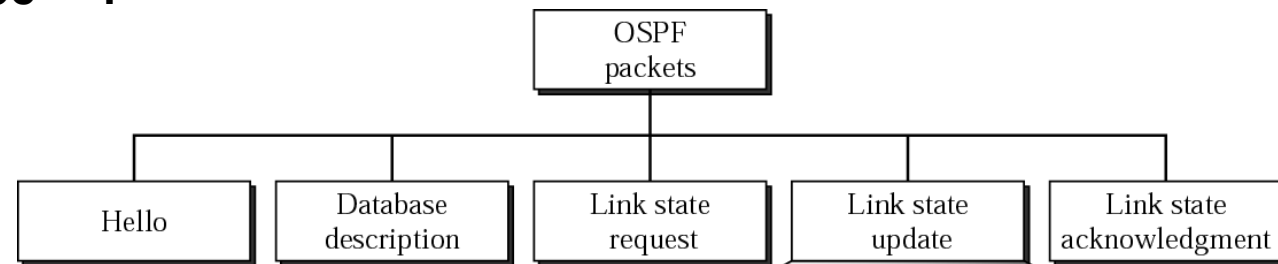 OSPF
packets
Hello
Database
description
Link state
request
Link state
update
Link state
acknowledgment